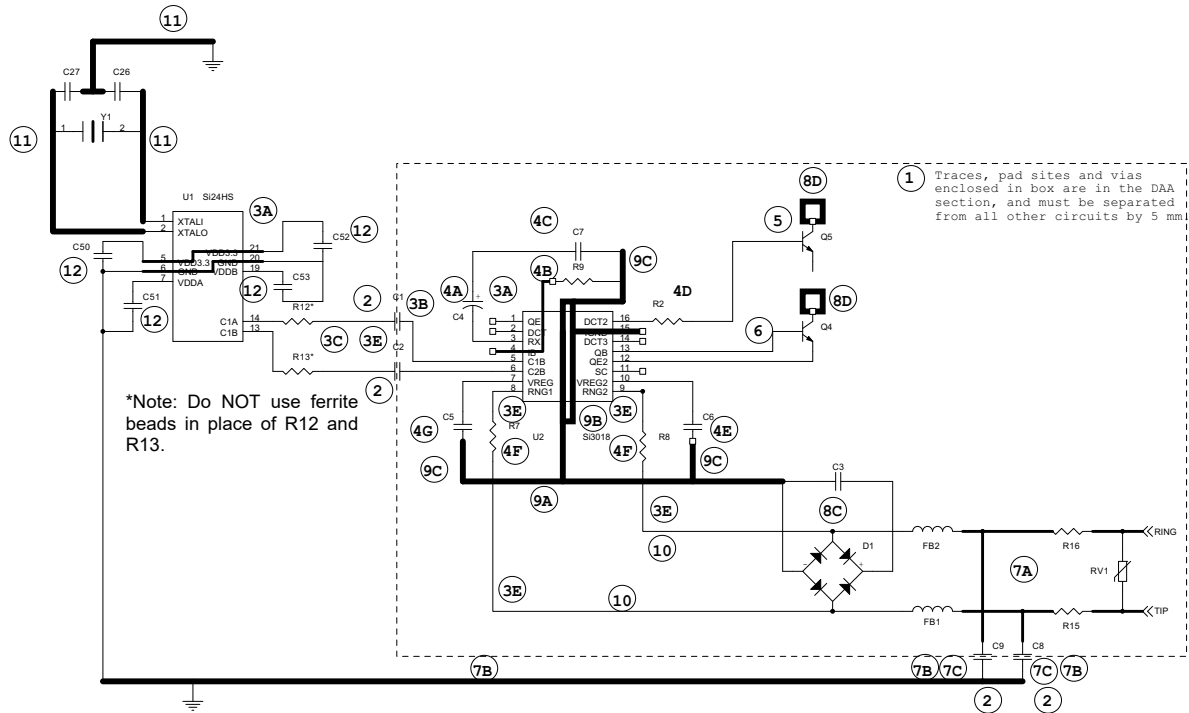 11
C27
C26
11
1
Y1
2
11
U1 Si24HS
3A
1 XTALI
2 XTALO
C50
12
5 VDD3.3
6 GND
7 VDDA
VDD3.3 21
GND 20
VDDB 19
C52
12
C53
12
C51
12
C1A 14
C1B 13
R12*
R13*
3C
2
3E
C1
3B
C2
2
*Note: Do NOT use ferrite
beads in place of R12 and
R13.
1
Traces, pad sites and vias
enclosed in box are in the DAA
section, and must be separated
from all other circuits by 5 mm
4C
C7
4B
R9
9C
4A
3A
+
C4
4D
R2
5
8D
Q5
8D
6
Q4
1 QE
2 DCT
3 RX
4 IB
5 C1B
6 C2B
7 VREG
8 RNG1
DCT2 16
IGND 15
DCT3 14
QB 13
QE2 12
SC 11
VREG2 10
RNG2 9
3E
9B
3E
C5
4G
R7
4F
U2
Si3018
4F
R8
C6
4E
9C
9C
9A
C3
8C
3E
10
D1
-
+
FB2
R16
RING
7A
RV1
3E
10
FB1
R15
TIP
7B
7B
7C
C9
C8
7C
7B
2
2